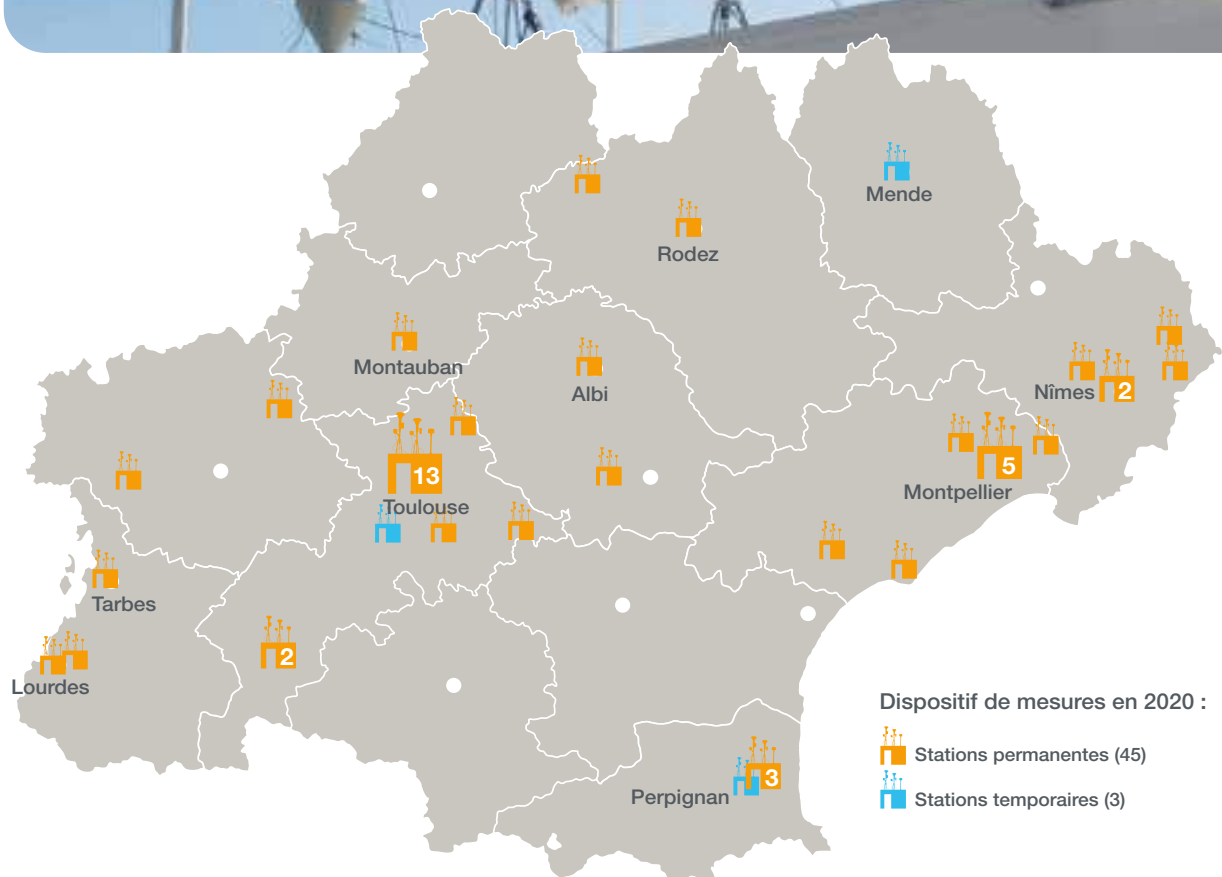 Mende
Rodez
Montauban
Albi
Nîmes
2
13
Toulouse
5
Montpellier
Tarbes
2
Lourdes
3
Perpignan
Dispositif de mesures en 2020 :
Stations permanentes (45)
Stations temporaires (3)